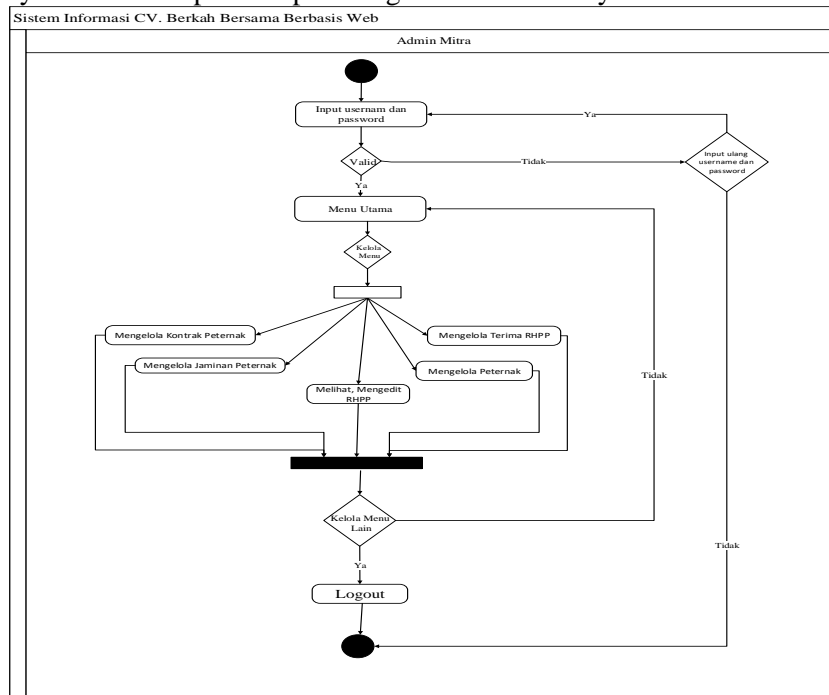 Sistem Informasi CV. Berkah Bersama Berbasis Web
Admin Mitra
Input usernam dan
password
Ya
Valid
Tidak
Input ulang
username dan
password
Ya
Menu Utama
Kelola
Menu
Mengelola Kontrak Peternak
Mengelola Terima RHPP
Mengelola Jaminan Peternak
Mengelola Peternak
Tidak
Melihat, Mengedit
RHPP
Kelola Menu
Lain
Tidak
Ya
Logout